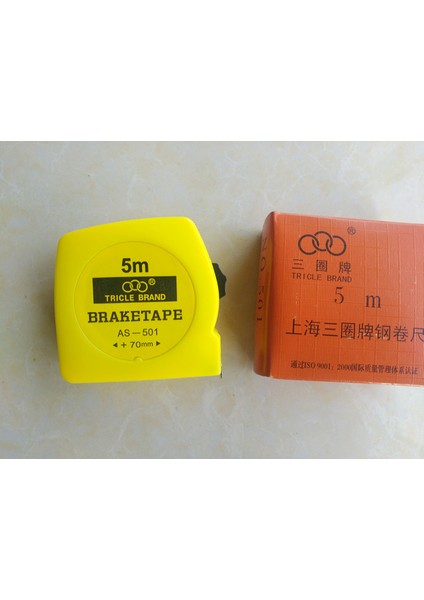 5m
®
TRICLE BRAND
BRAKETAPE
AS—501
◄ + 70mm ►
®
三圈牌
TRICLE BRAND
5 m
上海三圈牌钢卷尺
通过ISO9001:2000国际质量管理体系认证